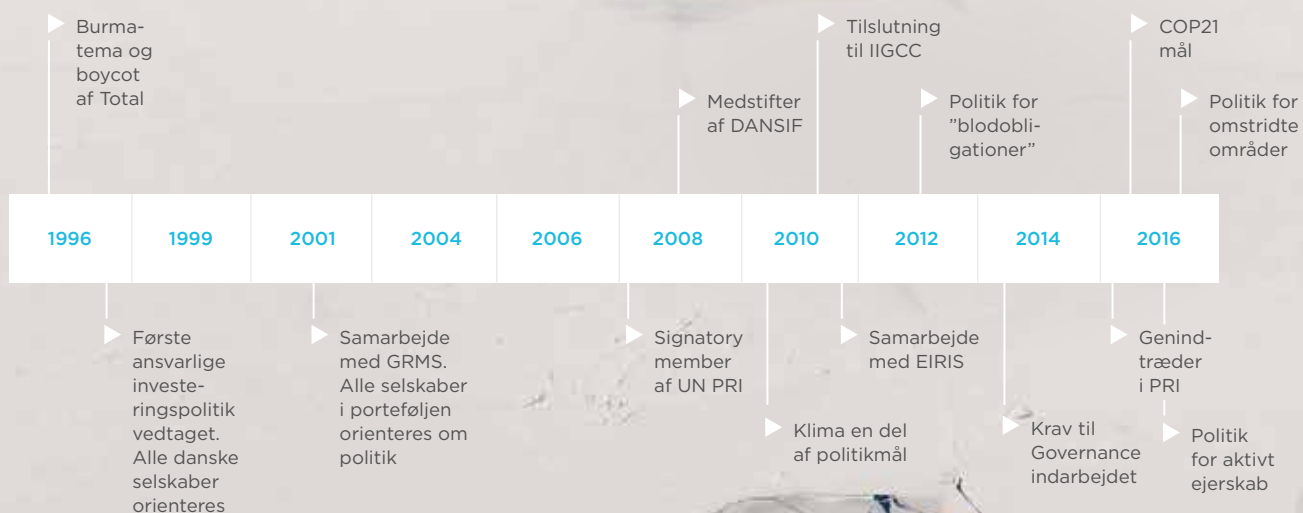 Burma-
tema og
boycot
af Total
Medstifter
af DANSIF
Tilslutning
til IIGCC
Politik for
”blodobli-
gationer”
COP21
mål
Politik for
omstridte
områder
1996
1999
2001
2004
2006
2008
2010
2012
2014
2016
Første
ansvarlige
investe-
ringspolitik
vedtaget.
Alle danske
selskaber
orienteres
Samarbejde
med GRMS.
Alle selskaber
i porteføljen
orienteres om
politik
Signatory
member
af UN PRI
Klima en del
af politikmål
Samarbejde
med EIRIS
Krav til
Governance
indarbejdet
Genind-
træder
i PRI
Politik
for aktivt
ejerskab